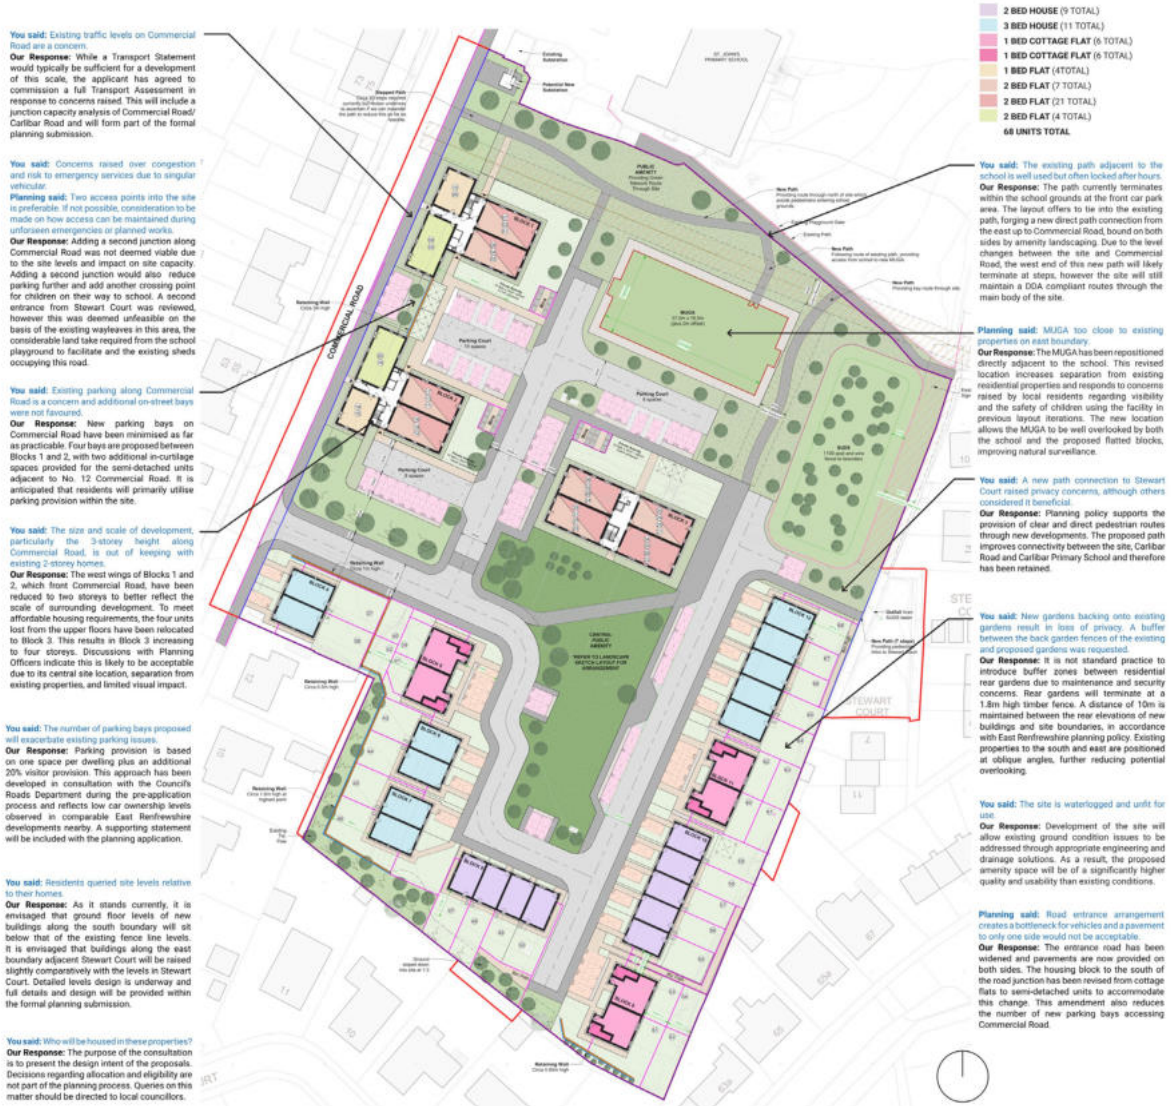 You said: Existing traffic levels on Commercial
Road are a concern.
Our Response: While a Transport Statement
would typically be sufficient for a development
of this scale, the applicant has agreed to
commission a full Transport Assessment in
response to concerns raised. This will include a
junction capacity analysis of Commercial Road/
Carlibar Road and will form part of the formal
planning submission.
You said: Concerns raised over congestion
and risk to emergency services due to singular
vehicular.
Planning said: Two access points into the site
is preferable. If not possible, consideration to be
made on how access can be maintained during
unforseen emergencies or planned works.
Our Response: Adding a second junction along
Commercial Road was not deemed viable due
to the site levels and impact on site capacity.
Adding a second junction would also reduce
parking further and add another crossing point
for children on their way to school. A second
entrance from Stewart Court was reviewed,
however this was deemed unfeasible on the
basis of the existing wayleaves in this area, the
considerable land take required from the school
playground to facilitate and the existing sheds
occupying this road.
You said: Existing parking along Commercial
Road is a concern and additional on-street bays
were not favoured.
Our Response: New parking bays on
Commercial Road have been minimised as far
as practicable. Four bays are proposed between
Blocks 1 and 2, with two additional in-curtilage
spaces provided for the semi-detached units
adjacent to No. 12 Commercial Road. It is
anticipated that residents will primarily utilise
parking provision within the site.
You said: The size and scale of development,
particularly the 3-storey height along
Commercial Road, is out of keeping with
existing 2-storey homes.
Our Response: The west wings of Blocks 1 and
2, which front Commercial Road, have been
reduced to two storeys to better reflect the
scale of surrounding development. To meet
affordable housing requirements, the four units
lost from the upper floors have been relocated
to Block 3. This results in Block 3 increasing
to four storeys. Discussions with Planning
Officers indicate this is likely to be acceptable
due to its central site location, separation from
existing properties, and limited visual impact.
You said: The number of parking bays proposed
will exacerbate existing parking issues.
Our Response: Parking provision is based
on one space per dwelling plus an additional
20% visitor provision. This approach has been
developed in consultation with the Council's
Roads Department during the pre-application
process and reflects low car ownership levels
observed in comparable East Renfrewshire
developments nearby. A supporting statement
will be included with the planning application.
You said: Residents queried site levels relative
to their homes.
Our Response: As it stands currently, it is
envisaged that ground floor levels of new
buildings along the south boundary will sit
below that of the existing fence line levels.
It is envisaged that buildings along the east
boundary adjacent Stewart Court will be raised
slightly comparatively with the levels in Stewart
Court. Detailed levels design is underway and
full details and design will be provided within
the formal planning submission.
You said: Who will be housed in these properties?
Our Response: The purpose of the consultation
is to present the design intent of the proposals.
Decisions regarding allocation and eligibility are
not part of the planning process. Queries on this
matter should be directed to local councillors.
Existing
Substation
Potential New
Substation
ST. JOHN'S
PRIMARY SCHOOL
Stepped Path
PUBLIC
AMENITY
Providing Green
Network Route
Through Site
New Path
Existing Path
New Path
New Path
MUGA
COMMERCIAL ROAD
Retaining Wall
BLOCK 1
Parking Court
BLOCK 2
Parking Court
Parking Court
BLOCK 3
SUDS
Retaining Wall
BLOCK 4
BLOCK 5
Retaining Wall
CENTRAL
PUBLIC
AMENITY
REFER TO LANDSCAPE
SKETCH LAYOUT FOR
ARRANGEMENT
BLOCK 6
BLOCK 7
BLOCK 8
BLOCK 9
BLOCK 10
BLOCK 11
BLOCK 12
STEWART
COURT
Retaining Wall
Retaining Wall
2 BED HOUSE (9 TOTAL)
3 BED HOUSE (11 TOTAL)
1 BED COTTAGE FLAT (6 TOTAL)
1 BED COTTAGE FLAT (6 TOTAL)
1 BED FLAT (4TOTAL)
2 BED FLAT (7 TOTAL)
2 BED FLAT (21 TOTAL)
2 BED FLAT (4 TOTAL)
68 UNITS TOTAL
You said: The existing path adjacent to the
school is well used but often locked after hours.
Our Response: The path currently terminates
within the school grounds at the front car park
area. The layout offers to tie into the existing
path, forging a new direct path connection from
the east up to Commercial Road, bound on both
sides by amenity landscaping. Due to the level
changes between the site and Commercial
Road, the west end of this new path will likely
terminate at steps, however the site will still
maintain a DDA compliant routes through the
main body of the site.
Planning said: MUGA too close to existing
properties on east boundary.
Our Response: The MUGA has been repositioned
directly adjacent to the school. This revised
location increases separation from existing
residential properties and responds to concerns
raised by local residents regarding visibility
and the safety of children using the facility in
previous layout iterations. The new location
allows the MUGA to be well overlooked by both
the school and the proposed flatted blocks,
improving natural surveillance.
You said: A new path connection to Stewart
Court raised privacy concerns, although others
considered it beneficial.
Our Response: Planning policy supports the
provision of clear and direct pedestrian routes
through new developments. The proposed path
improves connectivity between the site, Carlibar
Road and Carlibar Primary School and therefore
has been retained.
You said: New gardens backing onto existing
gardens result in loss of privacy. A buffer
between the back garden fences of the existing
and proposed gardens was requested.
Our Response: It is not standard practice to
introduce buffer zones between residential
rear gardens due to maintenance and security
concerns. Rear gardens will terminate at a
1.8m high timber fence. A distance of 10m is
maintained between the rear elevations of new
buildings and site boundaries, in accordance
with East Renfrewshire planning policy. Existing
properties to the south and east are positioned
at oblique angles, further reducing potential
overlooking.
You said: The site is waterlogged and unfit for
use.
Our Response: Development of the site will
allow existing ground condition issues to be
addressed through appropriate engineering and
drainage solutions. As a result, the proposed
amenity space will be of a significantly higher
quality and usability than existing conditions.
Planning said: Road entrance arrangement
creates a bottleneck for vehicles and a pavement
to only one side would not be acceptable.
Our Response: The entrance road has been
widened and pavements are now provided on
both sides. The housing block to the south of
the road junction has been revised from cottage
flats to semi-detached units to accommodate
this change. This amendment also reduces
the number of new parking bays accessing
Commercial Road.